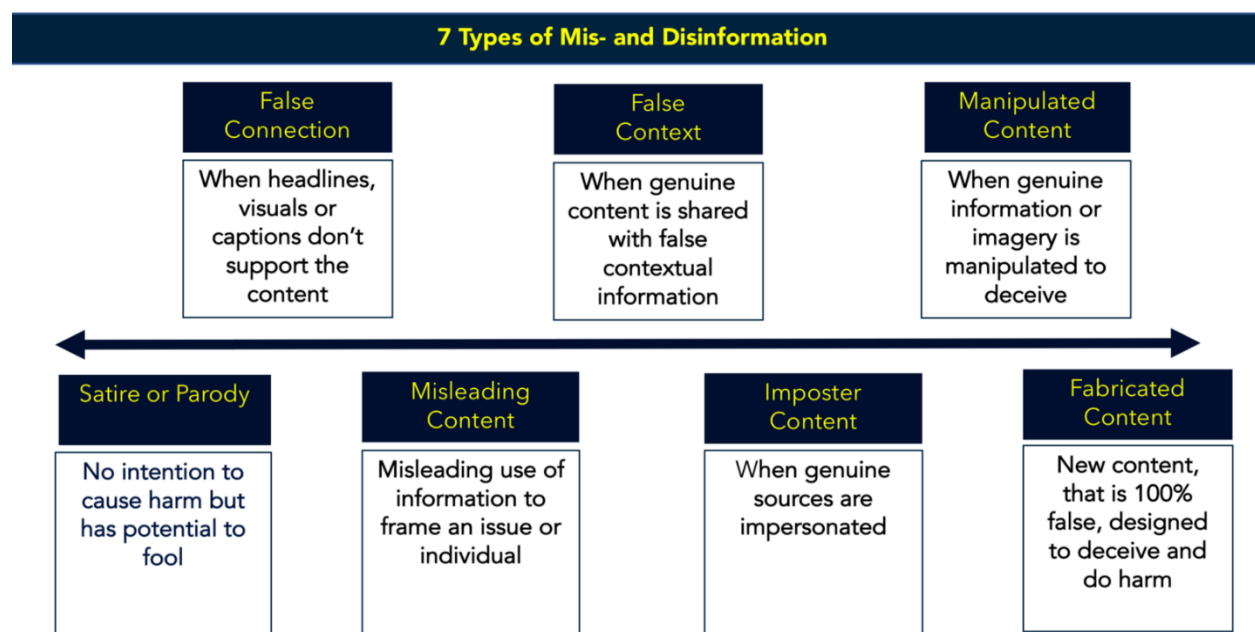 7 Types of Mis- and Disinformation
False
Connection
When headlines,
visuals or
captions don’t
support the
content
False
Context
When genuine
content is shared
with false
contextual
information
Manipulated
Content
When genuine
information or
imagery is
manipulated to
deceive
Satire or Parody
No intention to
cause harm but
has potential to
fool
Misleading
Content
Misleading use of
information to
frame an issue or
individual
Imposter
Content
When genuine
sources are
impersonated
Fabricated
Content
New content,
that is 100%
false, designed
to deceive and
do harm